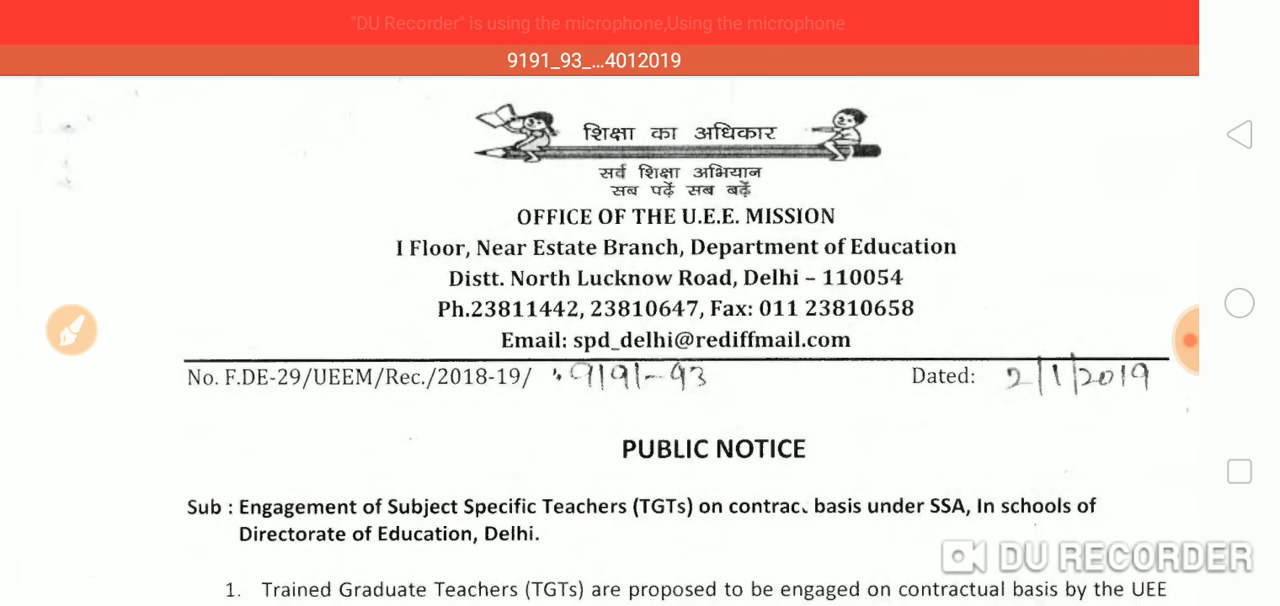 "DU Recorder" is using the microphone,Using the microphone
9191_93_...4012019
शिक्षा का अधिकार
सर्व शिक्षा अभियान
सब पढ़ें सब बढ़ें
OFFICE OF THE U.E.E. MISSION
I Floor, Near Estate Branch, Department of Education
Distt. North Lucknow Road, Delhi – 110054
Ph.23811442, 23810647, Fax: 011 23810658
Email: spd_delhi@rediffmail.com
No. F.DE-29/UEEM/Rec./2018-19/ 9191-93 Dated: 2/1/2019
PUBLIC NOTICE
Sub : Engagement of Subject Specific Teachers (TGTs) on contrac. basis under SSA, In schools of
Directorate of Education, Delhi.
DU RECORDER
1. Trained Graduate Teachers (TGTs) are proposed to be engaged on contractual basis by the UEE